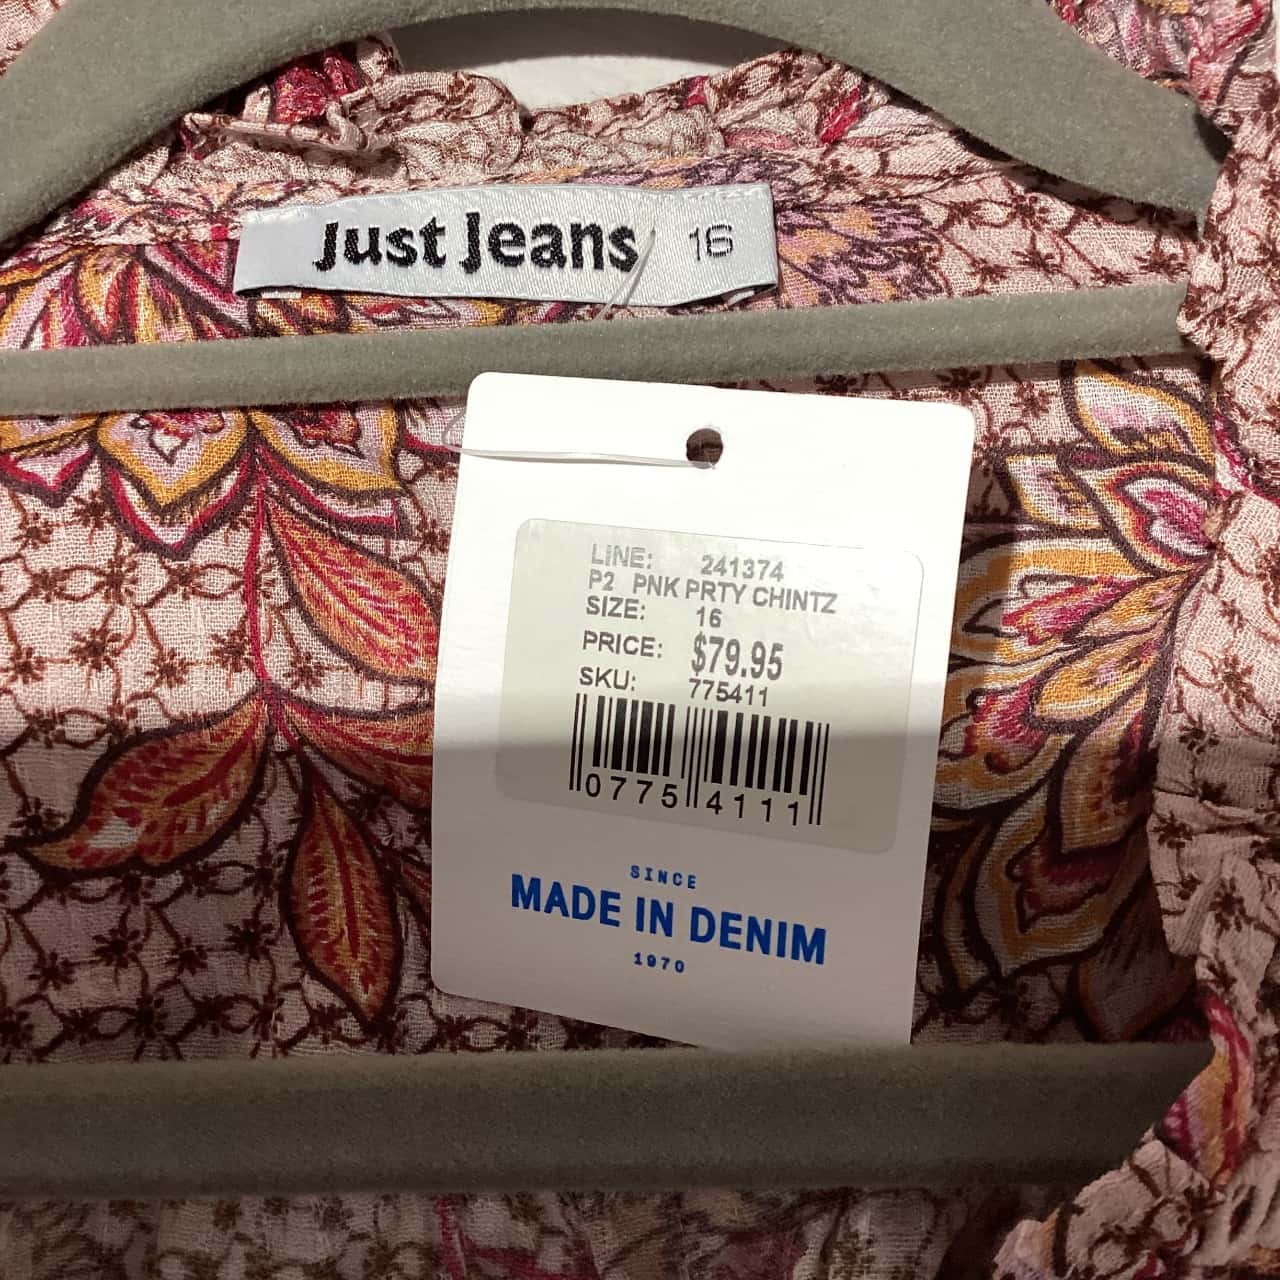 Just Jeans 16
LINE: 241374
P2 PNK PRTY CHINTZ
SIZE: 16
PRICE: $79.95
SKU: 775411
0775 4111
SINCE
MADE IN DENIM
1970